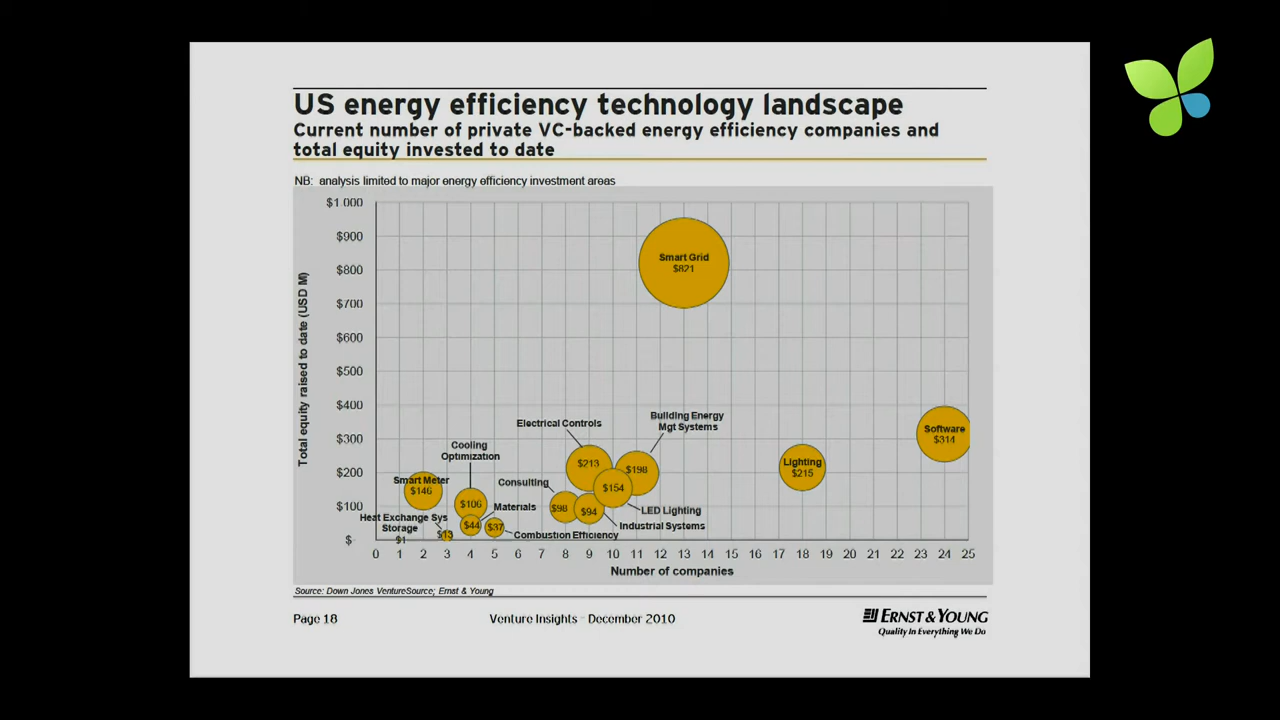 US energy efficiency technology landscape
Current number of private VC-backed energy efficiency companies and
total equity invested to date
NB: analysis limited to major energy efficiency investment areas
Total equity raised to date (USD M)
$1 000
$900
$800
$700
$600
$500
$400
$300
$200
$100
$-
Smart Grid
$821
Software
$314
Lighting
$215
Building Energy
Mgt Systems
$198
Electrical Controls
$213
$154
LED Lighting
Cooling
Optimization
$106
Smart Meter
$146
Consulting
$98
$94
Industrial Systems
Materials
$44
$37
Combustion Efficiency
Heat Exchange Sys
$13
Storage
$1
0 1 2 3 4 5 6 7 8 9 10 11 12 13 14 15 16 17 18 19 20 21 22 23 24 25
Number of companies
Source: Down Jones VentureSource; Ernst & Young
Page 18
Venture Insights - December 2010
ERNST & YOUNG
Quality In Everything We Do